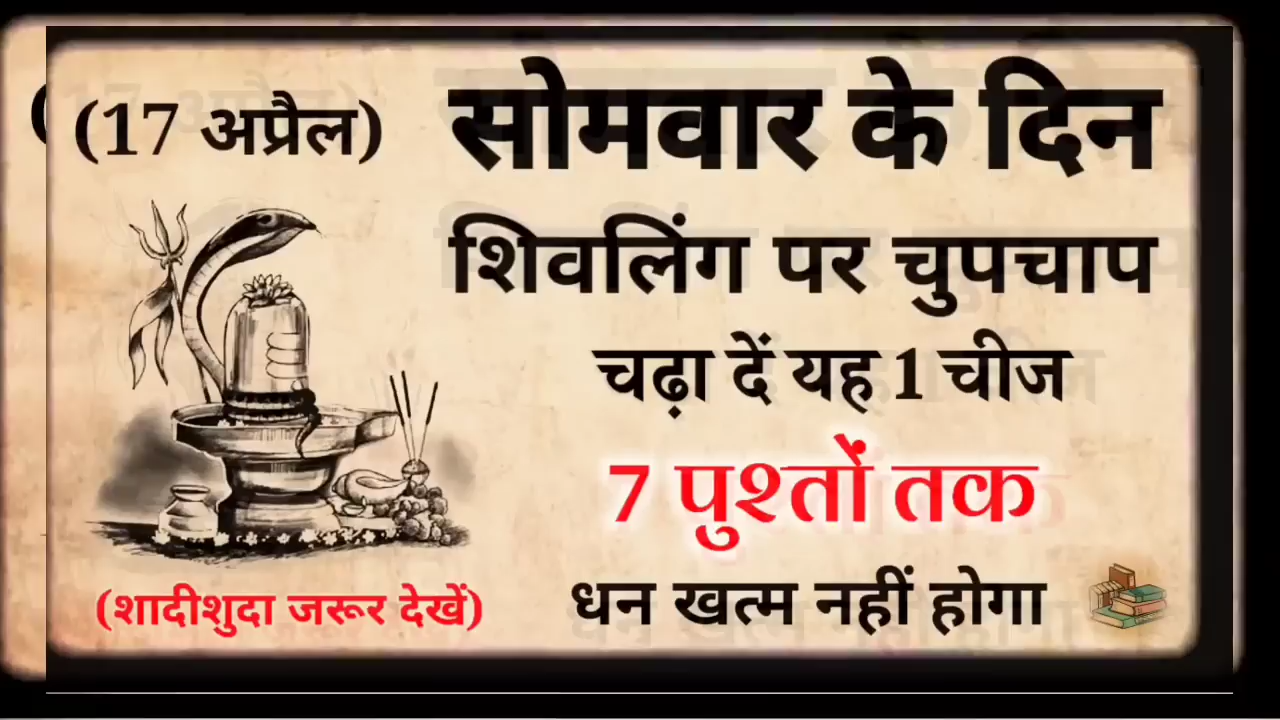 (17 अप्रैल)
सोमवार के दिन
शिवलिंग पर चुपचाप
चढ़ा दें यह 1 चीज
7 पुश्तों तक
धन खत्म नहीं होगा
(शादीशुदा जरूर देखें)